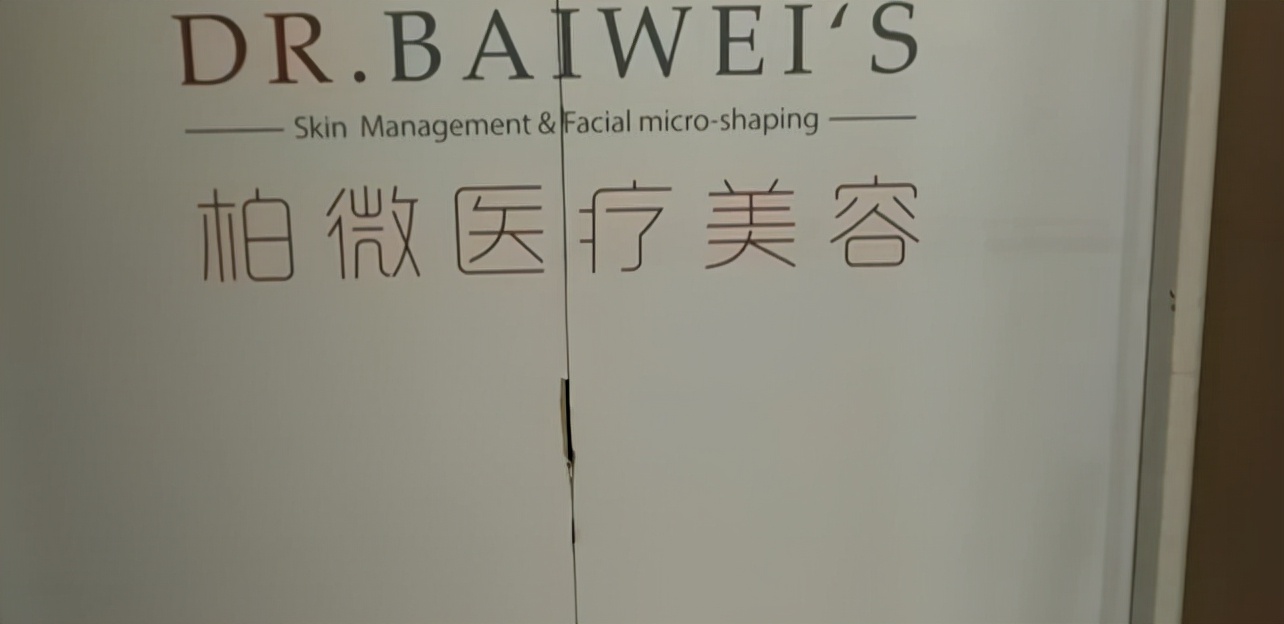 DR.BAIWEI'S
Skin Management & Facial micro-shaping
柏微医疗美容